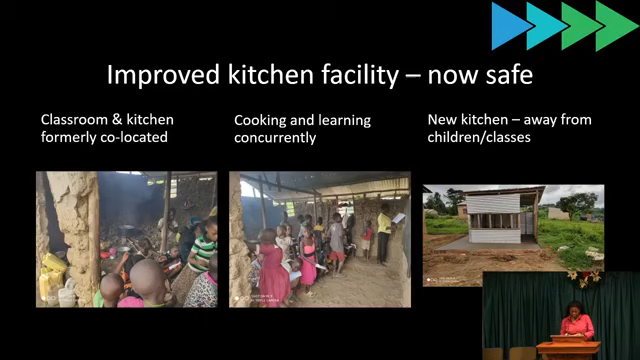 Improved kitchen facility – now safe
Classroom & kitchen
formerly co-located
Cooking and learning
concurrently
New kitchen – away from
children/classes